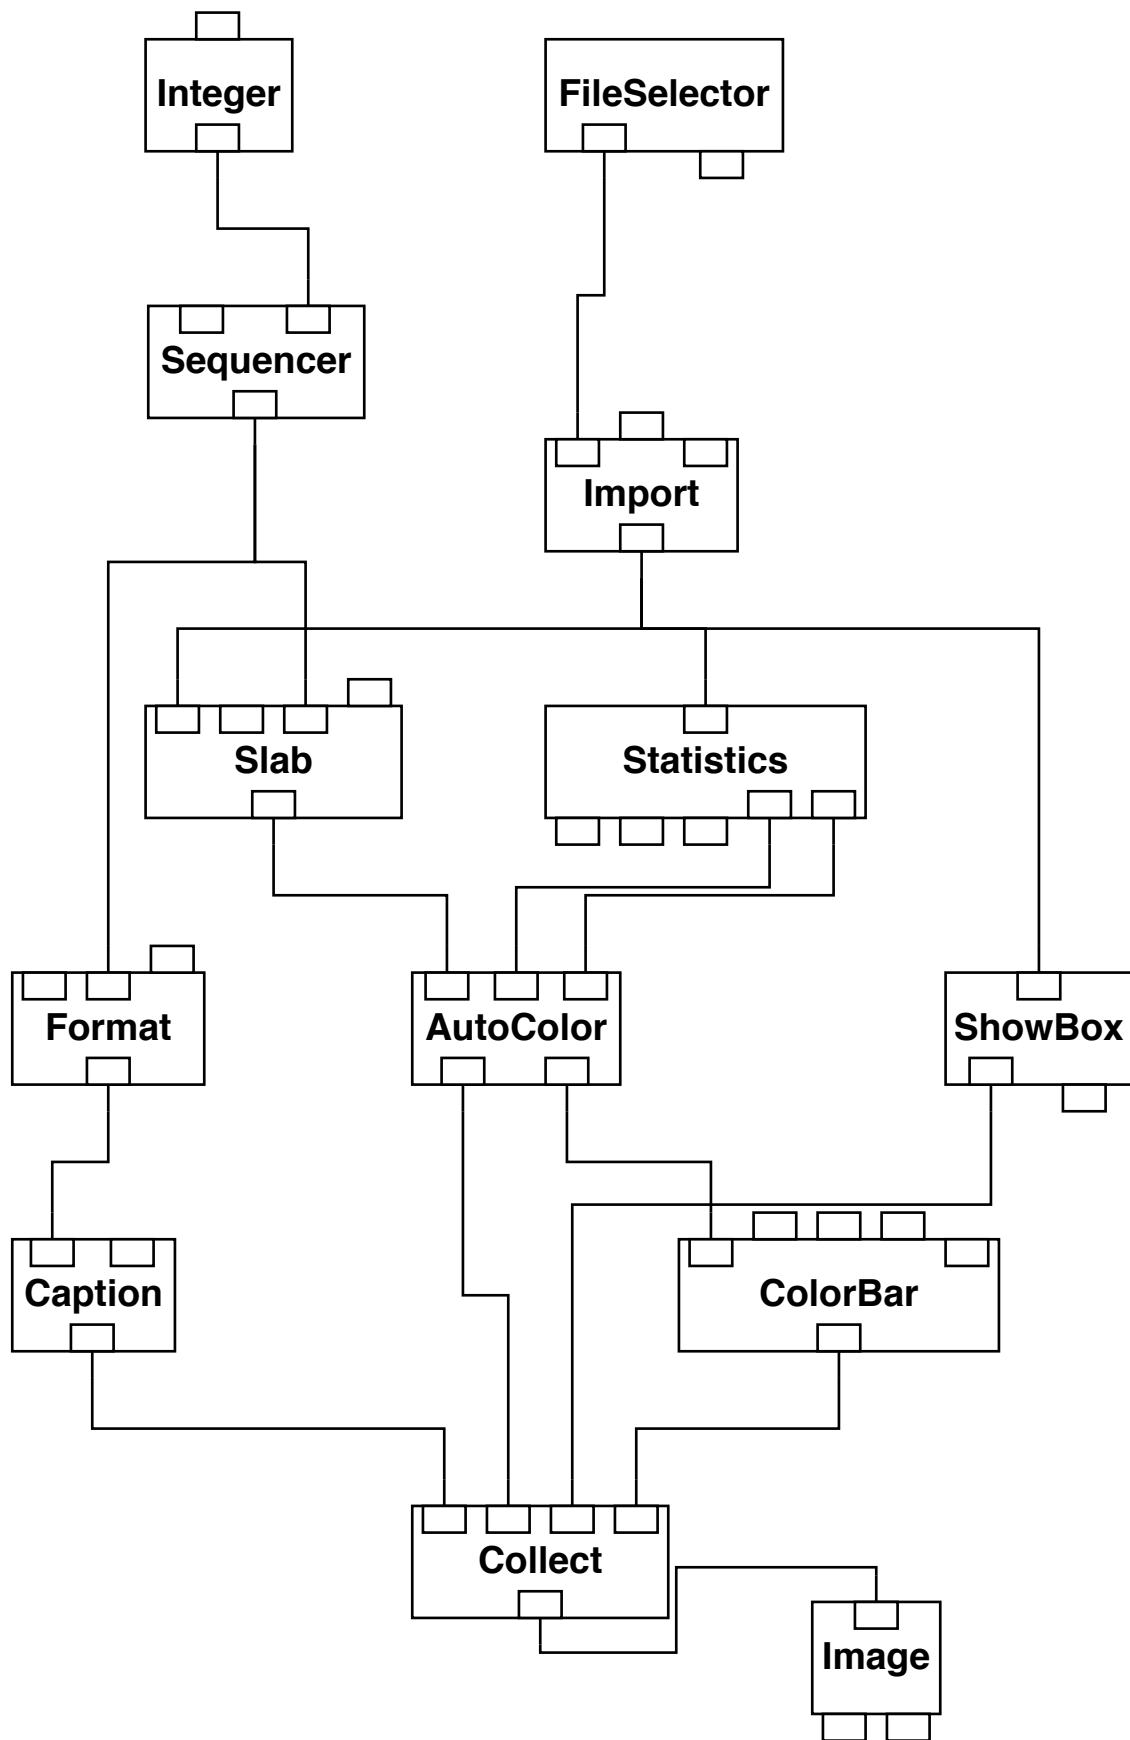 Integer
FileSelector
Sequencer
Import
Slab
Statistics
Format
AutoColor
ShowBox
Caption
ColorBar
Collect
Image